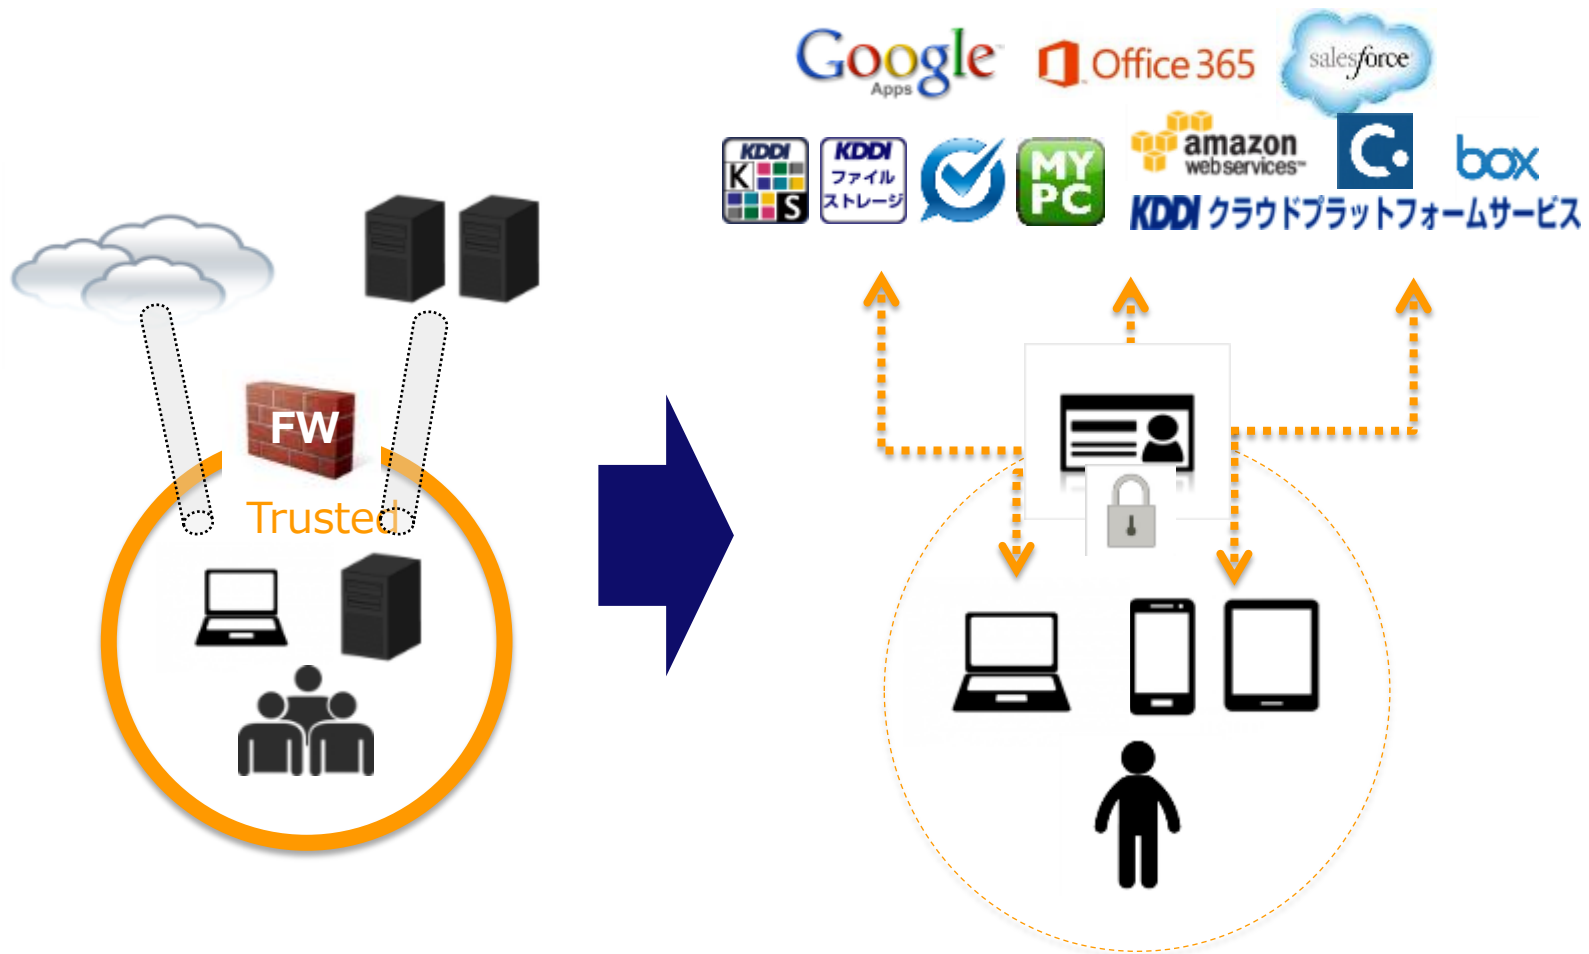 Google
Apps
Office 365
salesforce
KDDI
K
S
KDDI
ファイル
ストレージ
MY
PC
amazon
web services™
C.
box
KDDI クラウドプラットフォームサービス
FW
Trusted